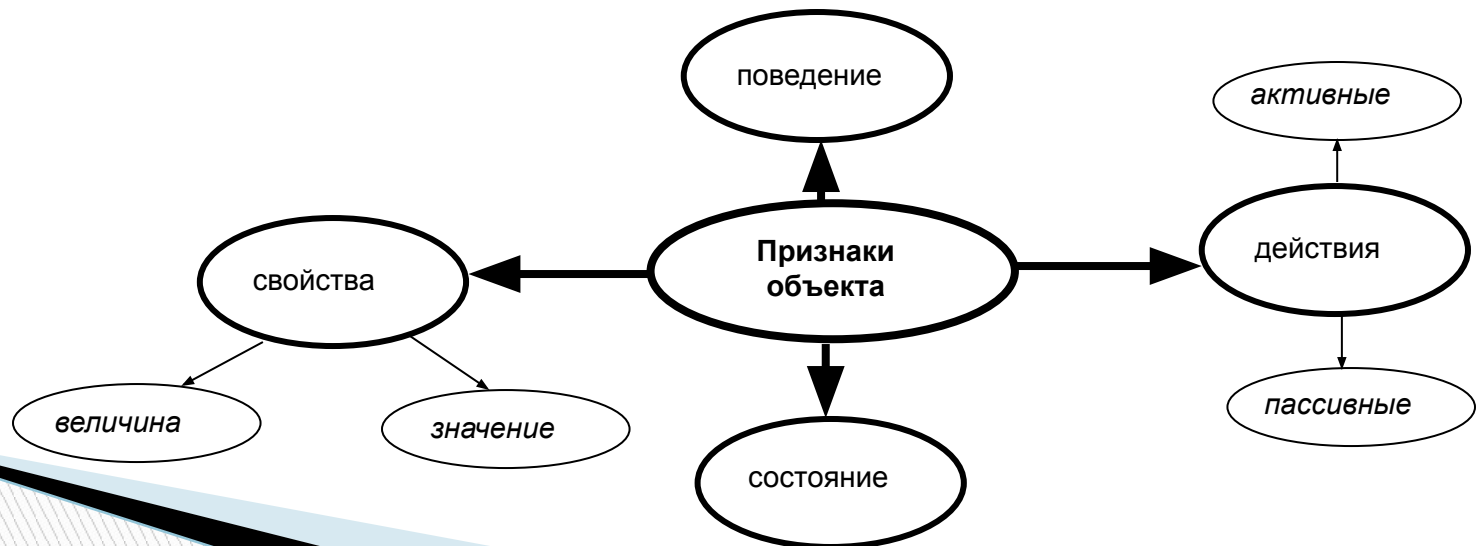 поведение
активные
Признаки
объекта
действия
свойства
величина
значение
пассивные
состояние